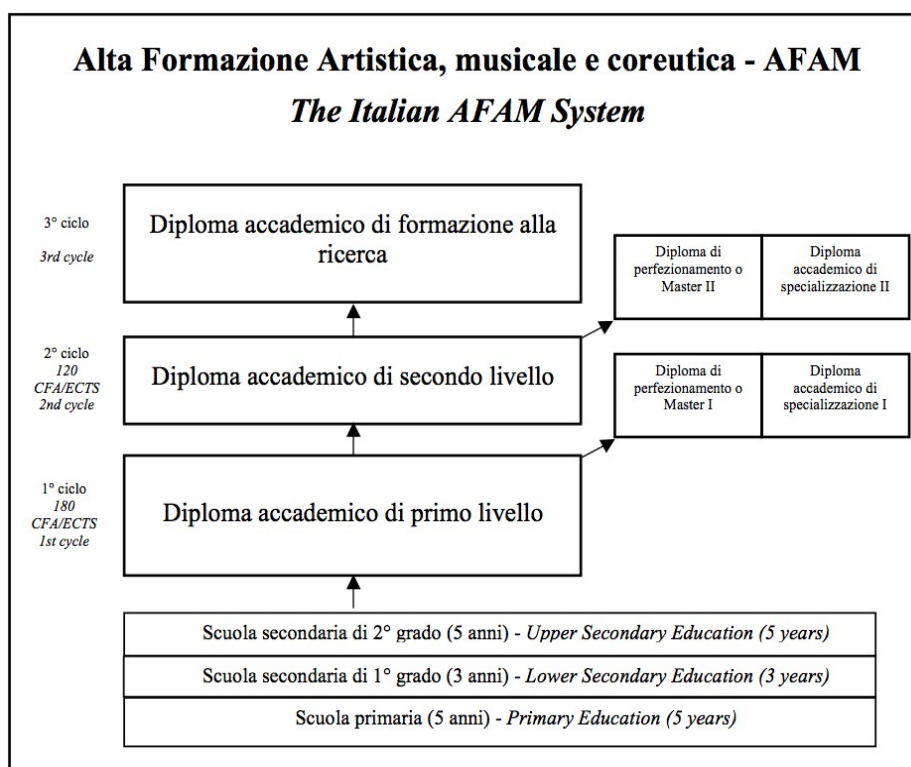 Alta Formazione Artistica, musicale e coreutica - AFAM
The Italian AFAM System
3° ciclo
3rd cycle
Diploma accademico di formazione alla
ricerca
Diploma di
perfezionamento o
Master II
Diploma
accademico di
specializzazione II
2° ciclo
120
CFA/ECTS
2nd cycle
Diploma accademico di secondo livello
Diploma di
perfezionamento o
Master I
Diploma
accademico di
specializzazione I
1° ciclo
180
CFA/ECTS
1st cycle
Diploma accademico di primo livello
Scuola secondaria di 2° grado (5 anni) - Upper Secondary Education (5 years)
Scuola secondaria di 1° grado (3 anni) - Lower Secondary Education (3 years)
Scuola primaria (5 anni) - Primary Education (5 years)